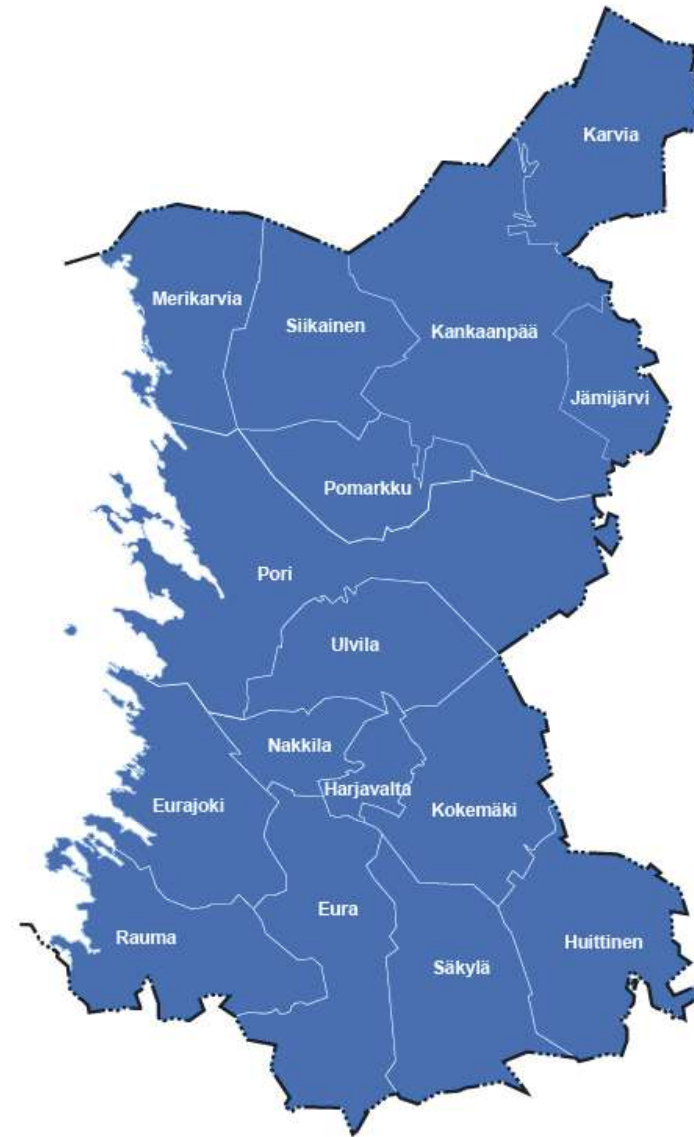 Karvia
Merikarvia
Siikainen
Kankaanpää
Jämijärvi
Pomarkku
Pori
Ulvila
Nakkila
Harjavalta
Eurajoki
Kokemäki
Eura
Rauma
Huittinen
Säkylä